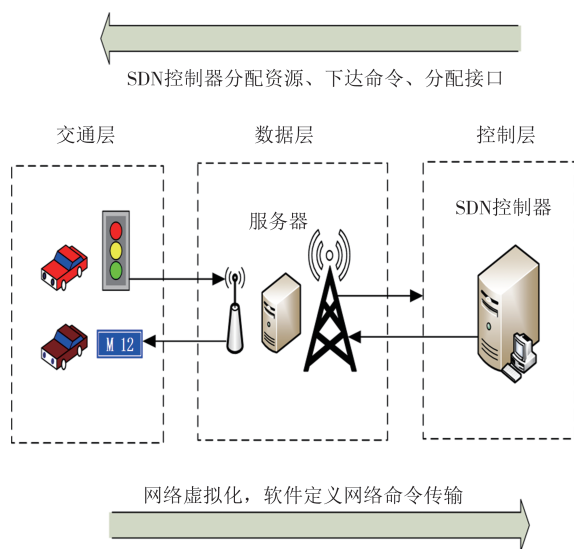 SDN控制器分配资源、下达命令、分配接口
交通层
数据层
控制层
服务器
SDN控制器
M 12
网络虚拟化，软件定义网络命令传输